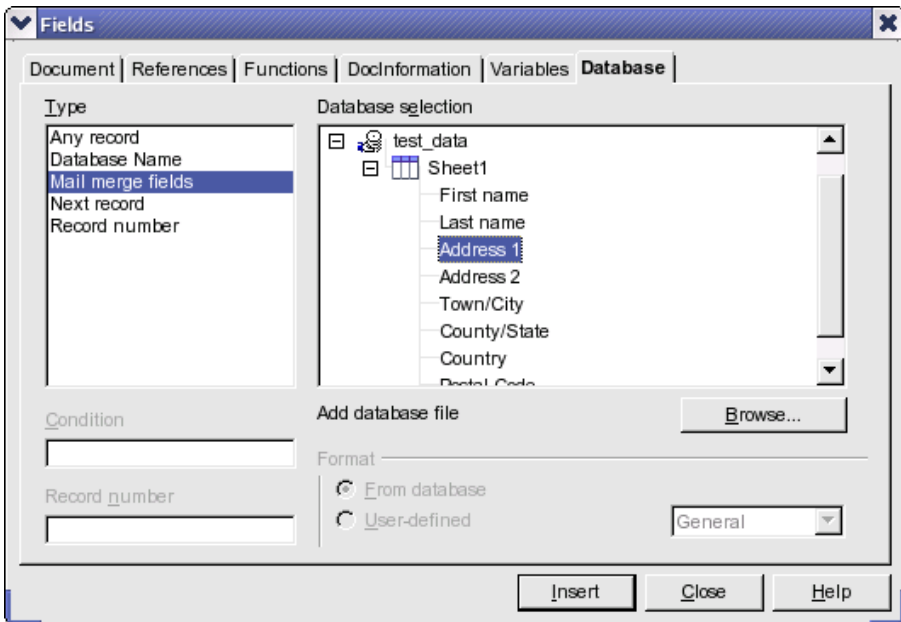 Fields
Document References Functions DocInformation Variables Database
Type
Any record
Database Name
Mail merge fields
Next record
Record number
Condition
Record number
Database selection
test_data
Sheet1
First name
Last name
Address 1
Address 2
Town/City
County/State
Country
Postal Code
Add database file
Browse...
Format
From database
User-defined
General
Insert Close Help